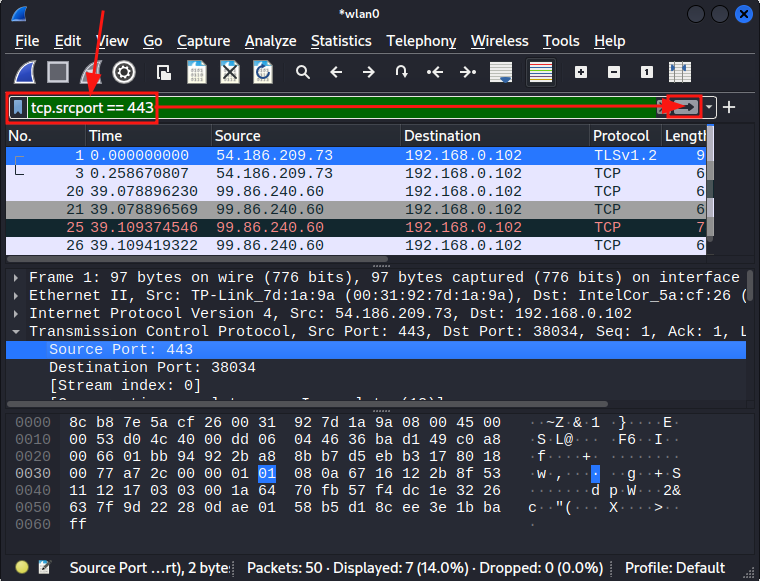 *wlan0
File Edit View Go Capture Analyze Statistics Telephony Wireless Tools Help
tcp.srcport == 443
No. Time Source Destination Protocol Length
1 0.000000000 54.186.209.73 192.168.0.102 TLSv1.2 9
3 0.258670807 54.186.209.73 192.168.0.102 TCP 6
20 39.078896230 99.86.240.60 192.168.0.102 TCP 6
21 39.078896569 99.86.240.60 192.168.0.102 TCP 6
25 39.109374546 99.86.240.60 192.168.0.102 TCP 7
26 39.109419322 99.86.240.60 192.168.0.102 TCP 6
Frame 1: 97 bytes on wire (776 bits), 97 bytes captured (776 bits) on interface
Ethernet II, Src: TP-Link_7d:1a:9a (00:31:92:7d:1a:9a), Dst: IntelCor_5a:cf:26 (
Internet Protocol Version 4, Src: 54.186.209.73, Dst: 192.168.0.102
Transmission Control Protocol, Src Port: 443, Dst Port: 38034, Seq: 1, Ack: 1, L
Source Port: 443
Destination Port: 38034
[Stream index: 0]
0000 8c b8 7e 5a cf 26 00 31 92 7d 1a 9a 08 00 45 00 ··~Z·&·1 ·}····E·
0010 00 53 d0 4c 40 00 dd 06 04 46 36 ba d1 49 c0 a8 ·S·L@··· ·F6··I··
0020 00 66 01 bb 94 92 2b a8 8b b7 d5 eb b3 17 80 18 ·f····+· ········
0030 00 77 a7 2c 00 00 01 01 08 0a 67 16 12 2b 8f 53 ·w·,···· ··g··+·S
0040 11 12 17 03 03 00 1a 64 70 fb 57 f4 dc 1e 32 26 ·······d p·W···2&
0050 63 7f 9d 22 28 0d ae 01 58 b5 d1 8c ee 3e 1b ba c··"(··· X····>··
0060 ff ·
Source Port ...rt), 2 byte Packets: 50 · Displayed: 7 (14.0%) · Dropped: 0 (0.0%) Profile: Default